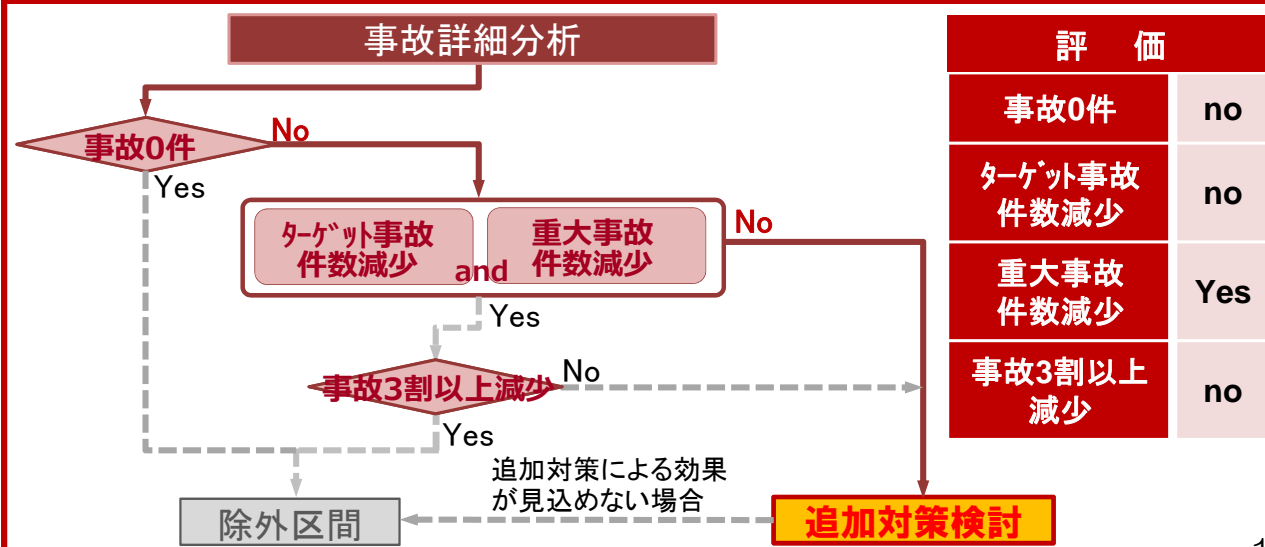 事故詳細分析
事故0件
No
Yes
ﾀｰｹﾞｯﾄ事故
件数減少
and
重大事故
件数減少
No
Yes
事故3割以上減少
No
Yes
追加対策による効果
が見込めない場合
除外区間
追加対策検討
評 価
事故0件 no
ﾀｰｹﾞｯﾄ事故
件数減少 no
重大事故
件数減少 Yes
事故3割以上
減少 no
1